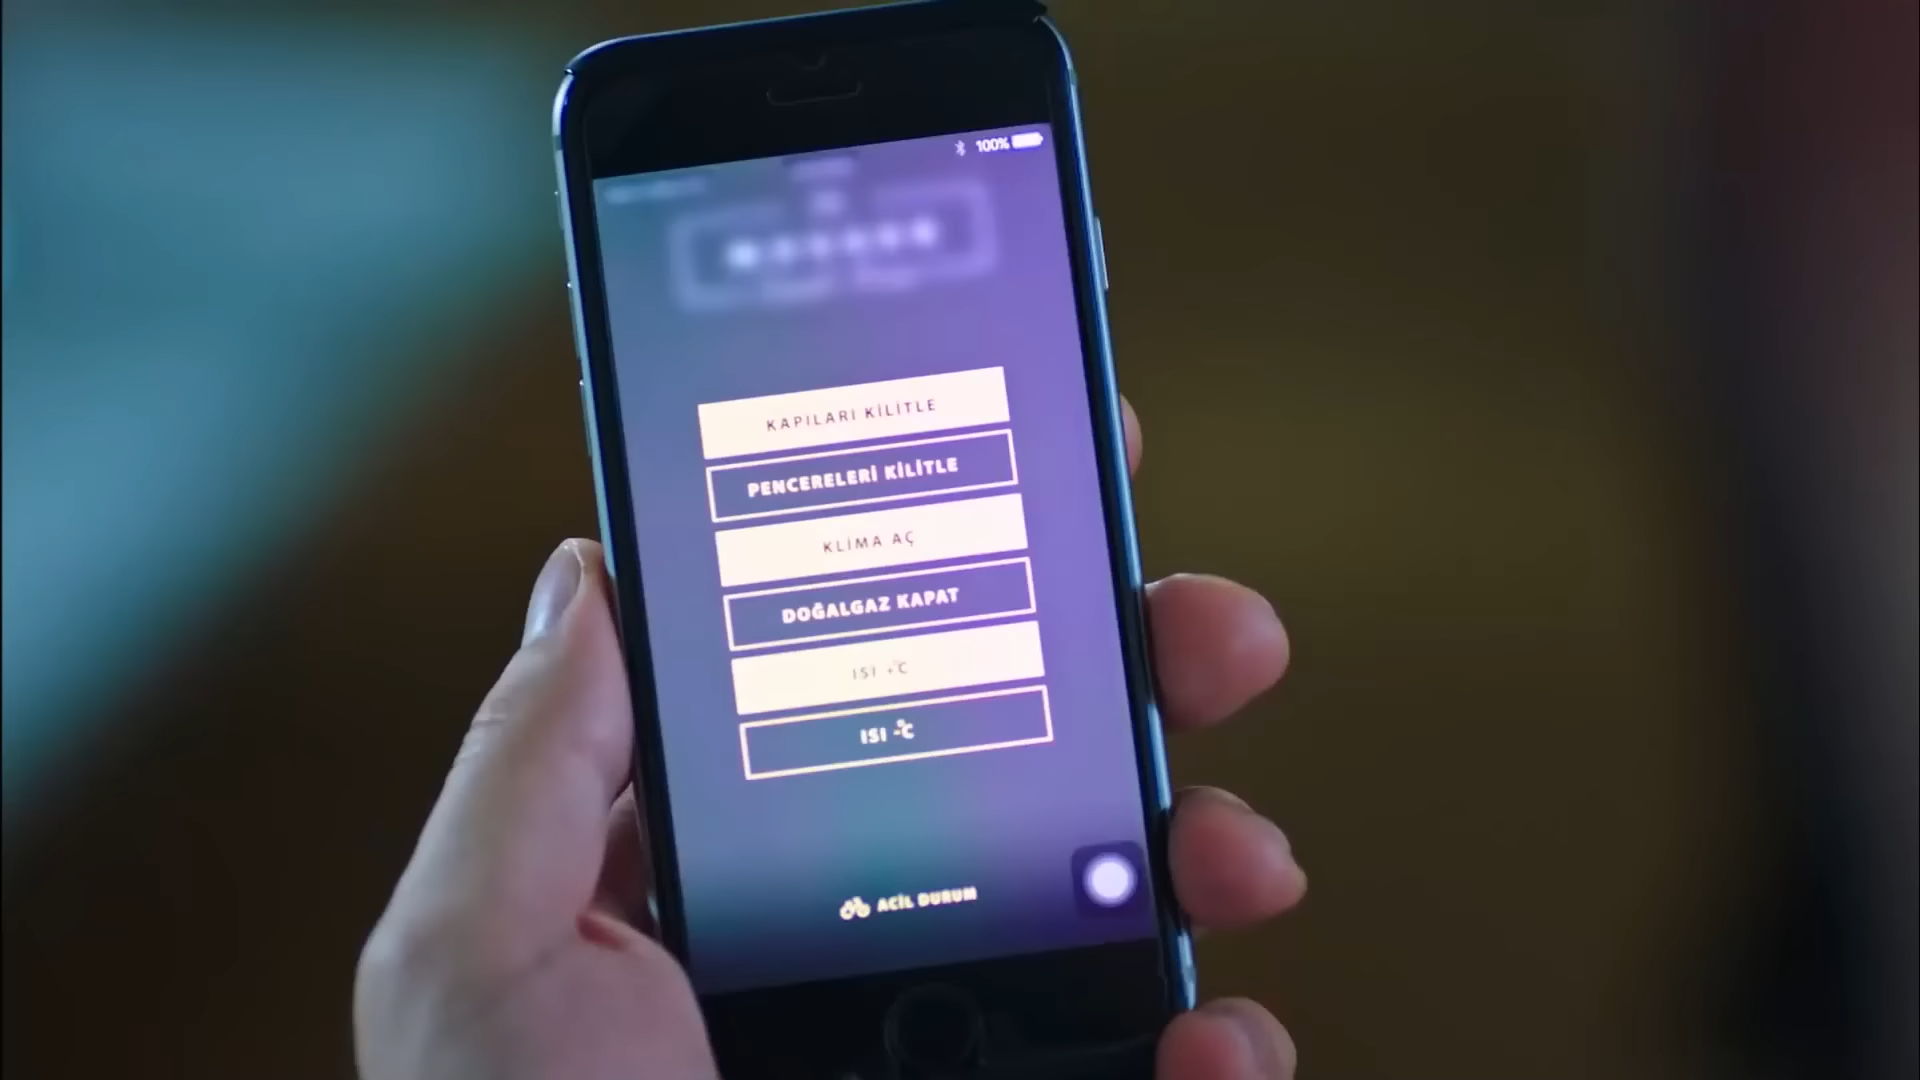 100%
KAPILARI KİLİTLE
PENCERELERİ KİLİTLE
KLİMA AÇ
DOĞALGAZ KAPAT
ISI +°C
ISI -°C
ACİL DURUM